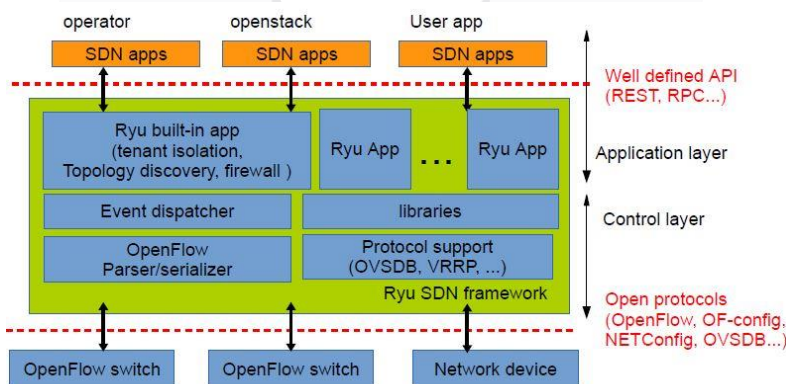 operator
openstack
User app
SDN apps
SDN apps
SDN apps
Well defined API
(REST, RPC...)
Ryu built-in app
(tenant isolation,
Topology discovery, firewall )
Ryu App
...
Ryu App
Application layer
Event dispatcher
libraries
Control layer
OpenFlow
Parser/serializer
Protocol support
(OVSDB, VRRP, ...)
Ryu SDN framework
Open protocols
(OpenFlow, OF-config,
NETConfig, OVSDB...)
OpenFlow switch
OpenFlow switch
Network device